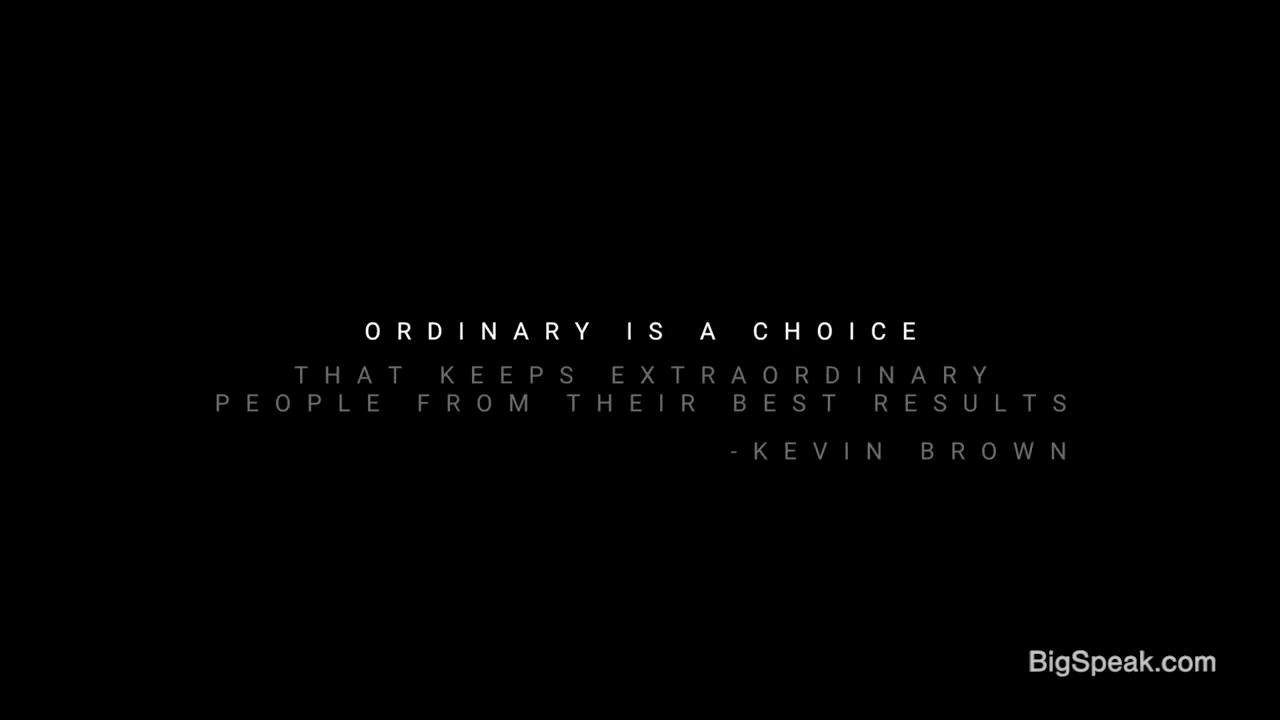 ORDINARY IS A CHOICE
THAT KEEPS EXTRAORDINARY
PEOPLE FROM THEIR BEST RESULTS
-KEVIN BROWN
BigSpeak.com